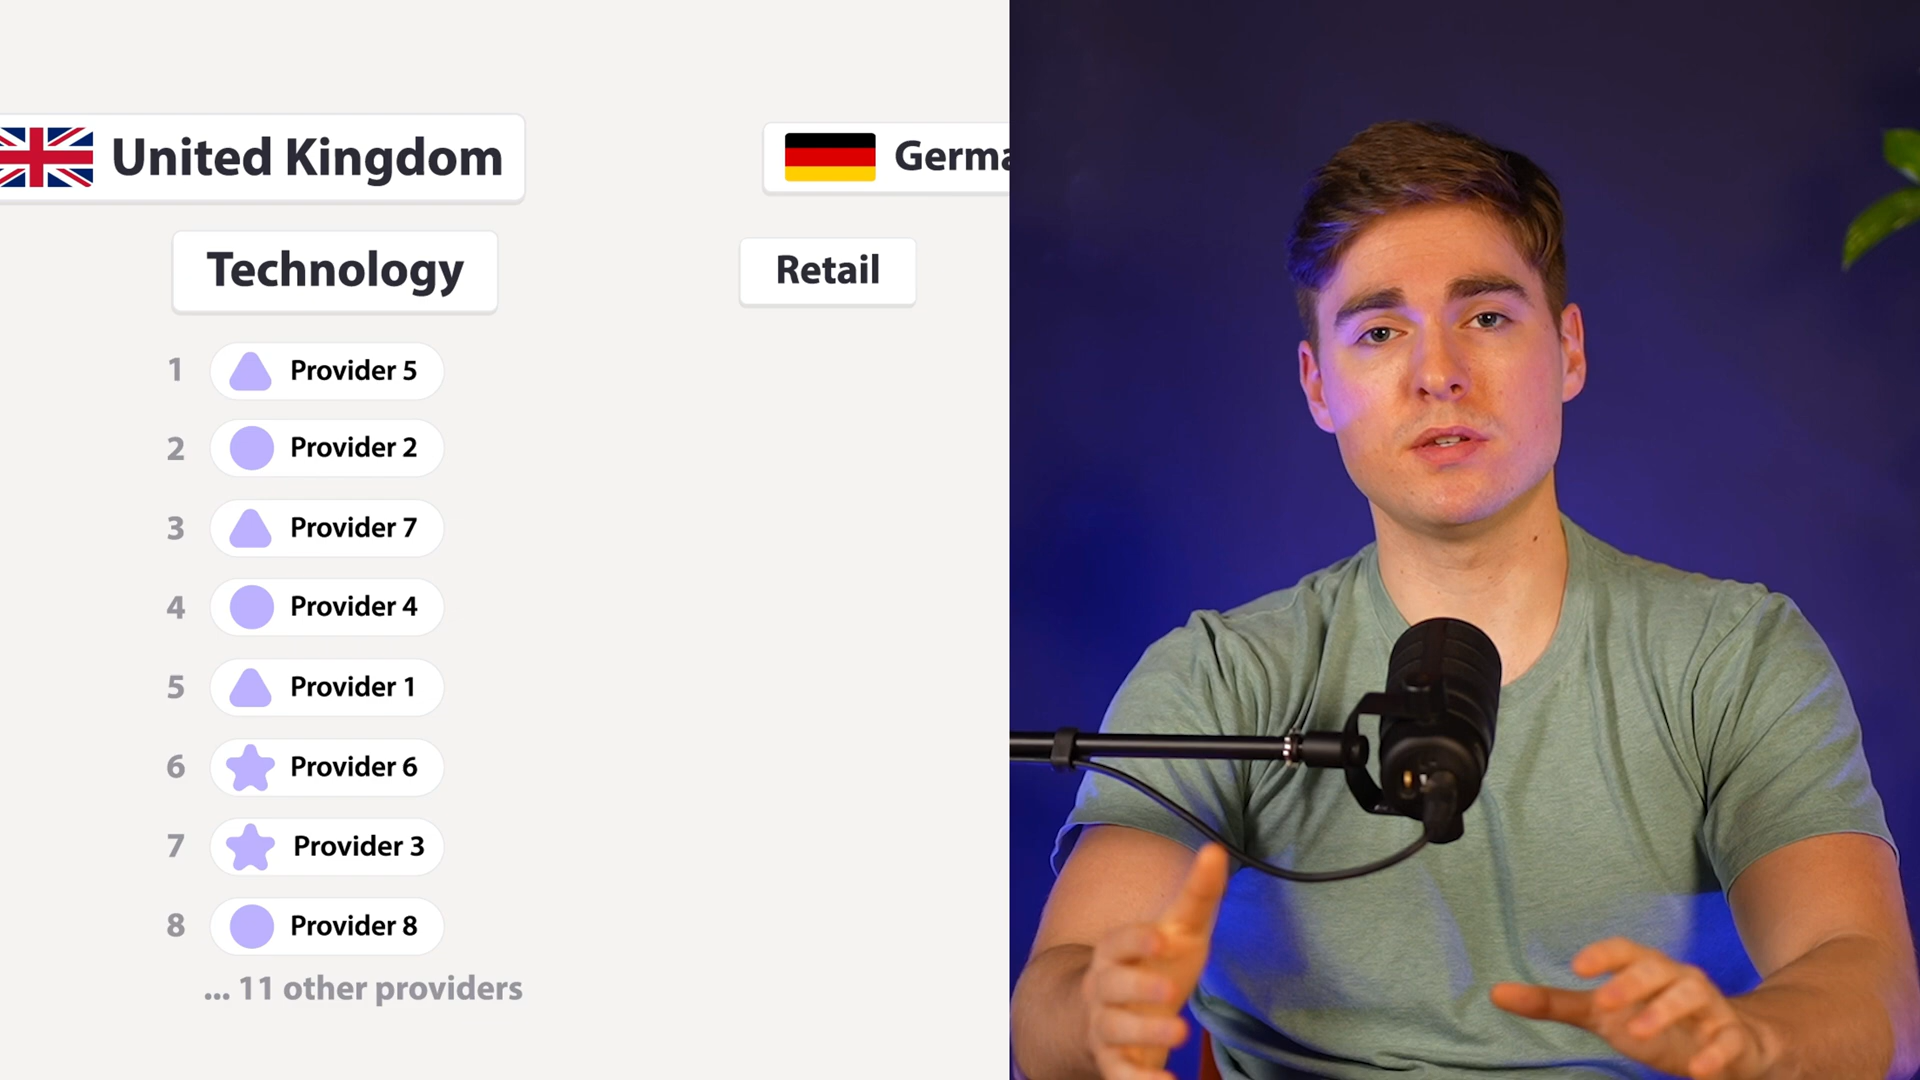 United Kingdom
Technology
1 Provider 5
2 Provider 2
3 Provider 7
4 Provider 4
5 Provider 1
6 Provider 6
7 Provider 3
8 Provider 8
... 11 other providers
Germa
Retail